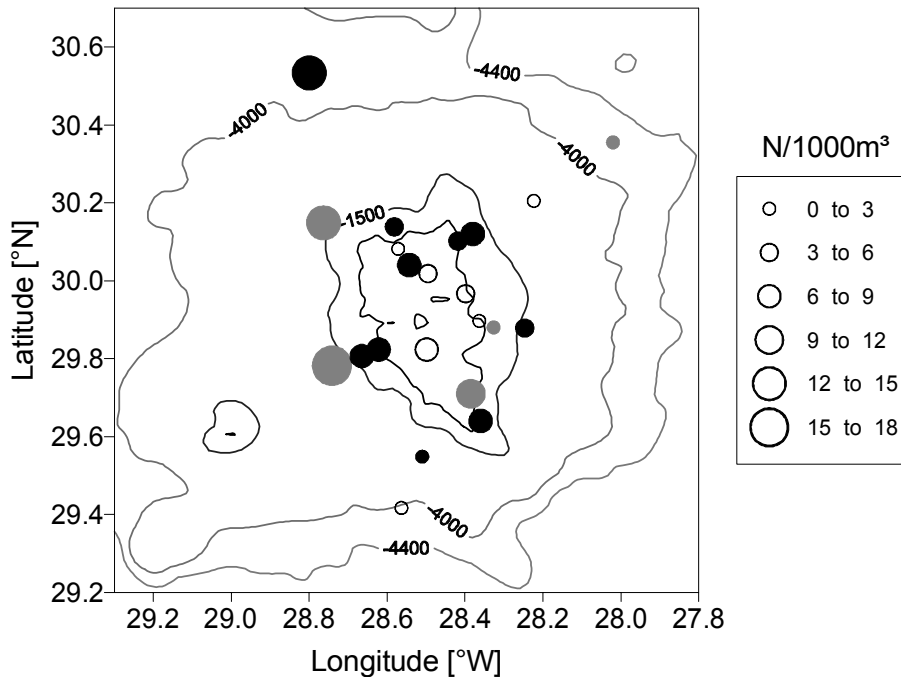 30.6
30.4
30.2
30.0
29.8
29.6
29.4
29.2
Latitude [°N]
-4400
-4000
-4000
-1500
-4000
-4400
29.2 29.0 28.8 28.6 28.4 28.2 28.0 27.8
Longitude [°W]
N/1000m³
0 to 3
3 to 6
6 to 9
9 to 12
12 to 15
15 to 18